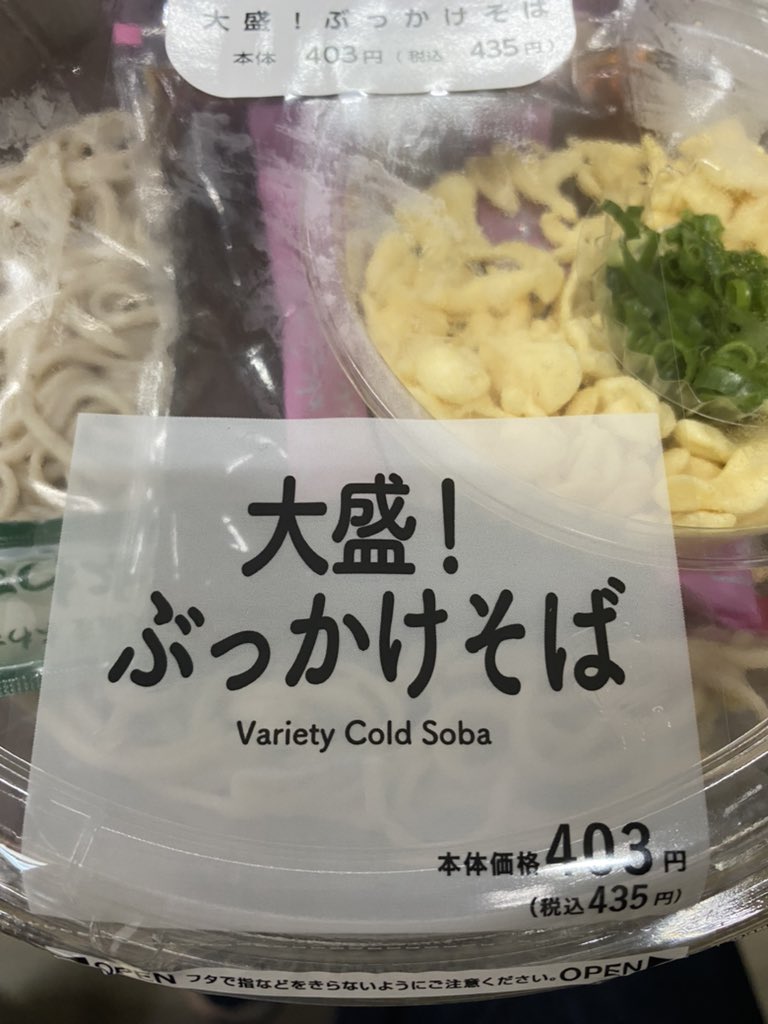 大盛！ぶっかけそば
本体 403円(税込 435円)
大盛！
ぶっかけそば
Variety Cold Soba
本体価格403円
(税込435円)
OPEN フタで指などをきらないようにご注意ください。OPEN